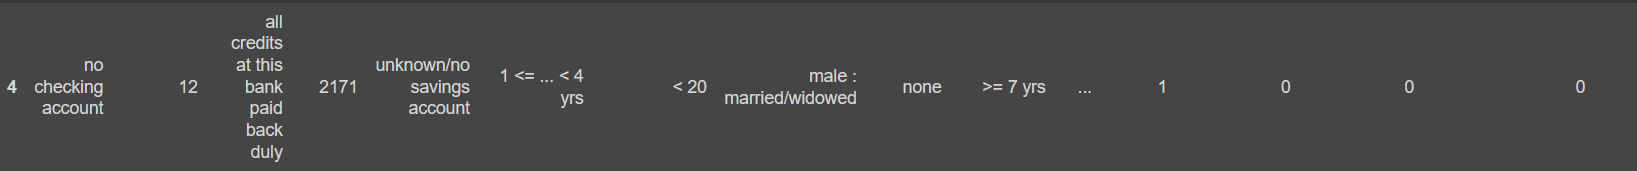 4 no checking account 12 all credits at this bank paid back duly 2171 unknown/no savings account 1 <= ... < 4 yrs < 20 male : married/widowed none >= 7 yrs ... 1 0 0 0